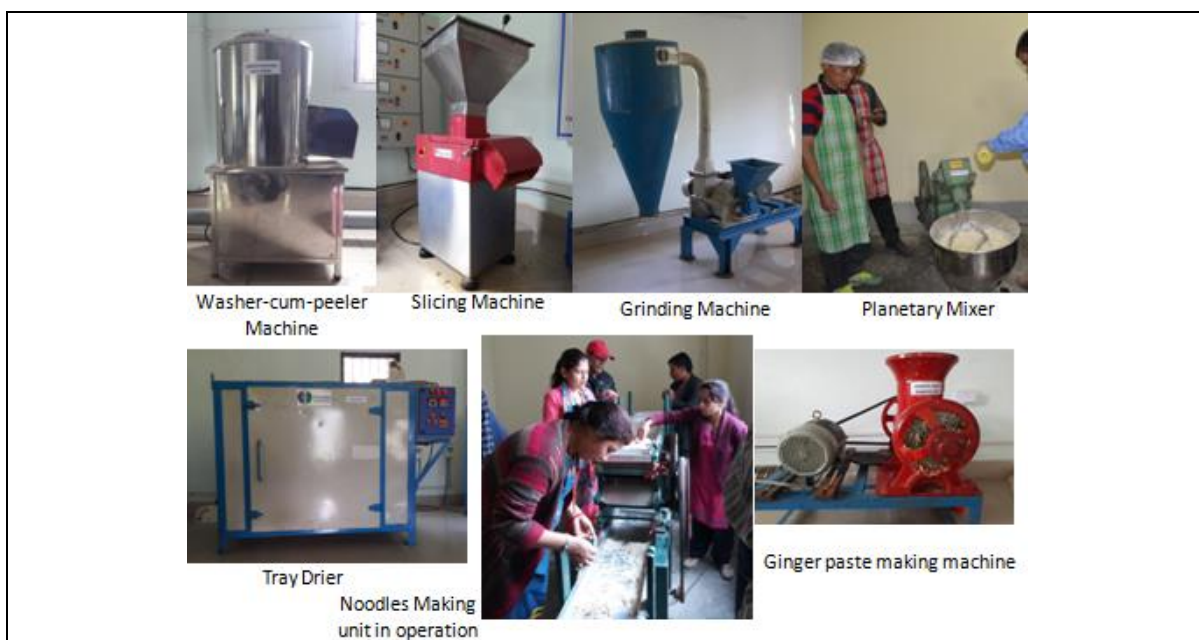 Washer-cum-peeler
Machine
Slicing Machine
Grinding Machine
Planetary Mixer
Tray Drier
Noodles Making
unit in operation
Ginger paste making machine